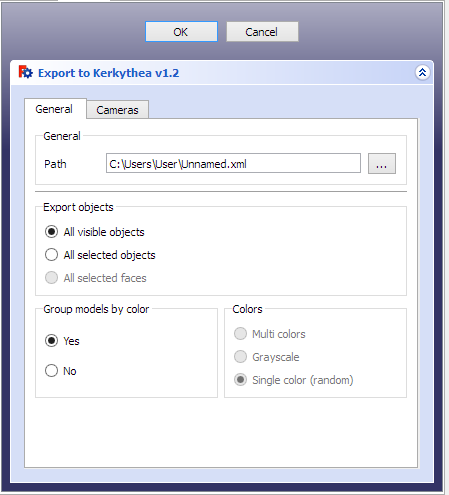 OK Cancel
Export to Kerkythea v1.2
General Cameras
General
Path C:\Users\User\Unnamed.xml ...
Export objects
All visible objects
All selected objects
All selected faces
Group models by color Colors
Yes Multi colors
No Grayscale
Single color (random)